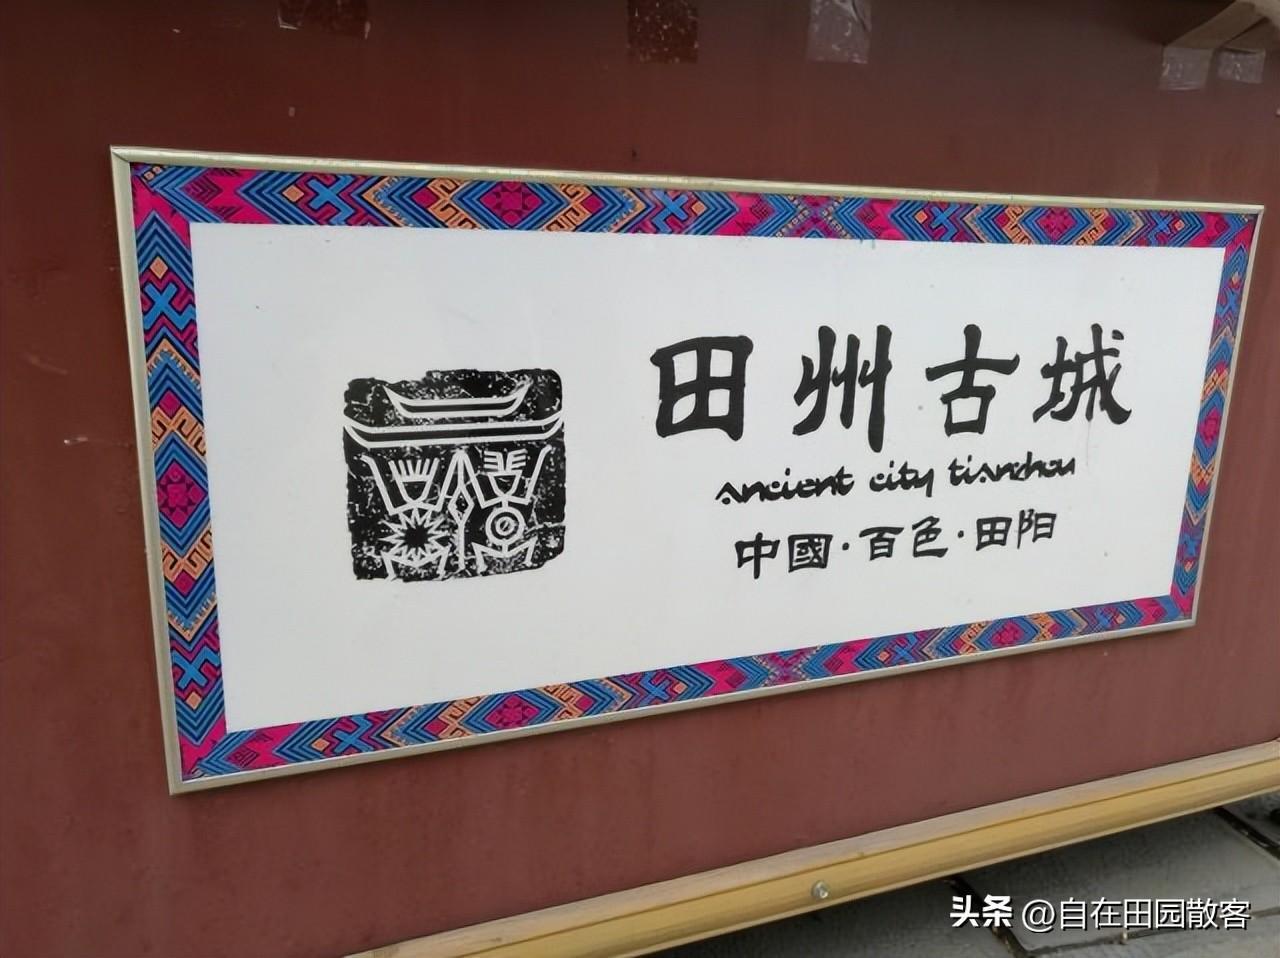 田州古城
ancient city tianzhou
中國·百色·田阳
头条 @自在田园散客